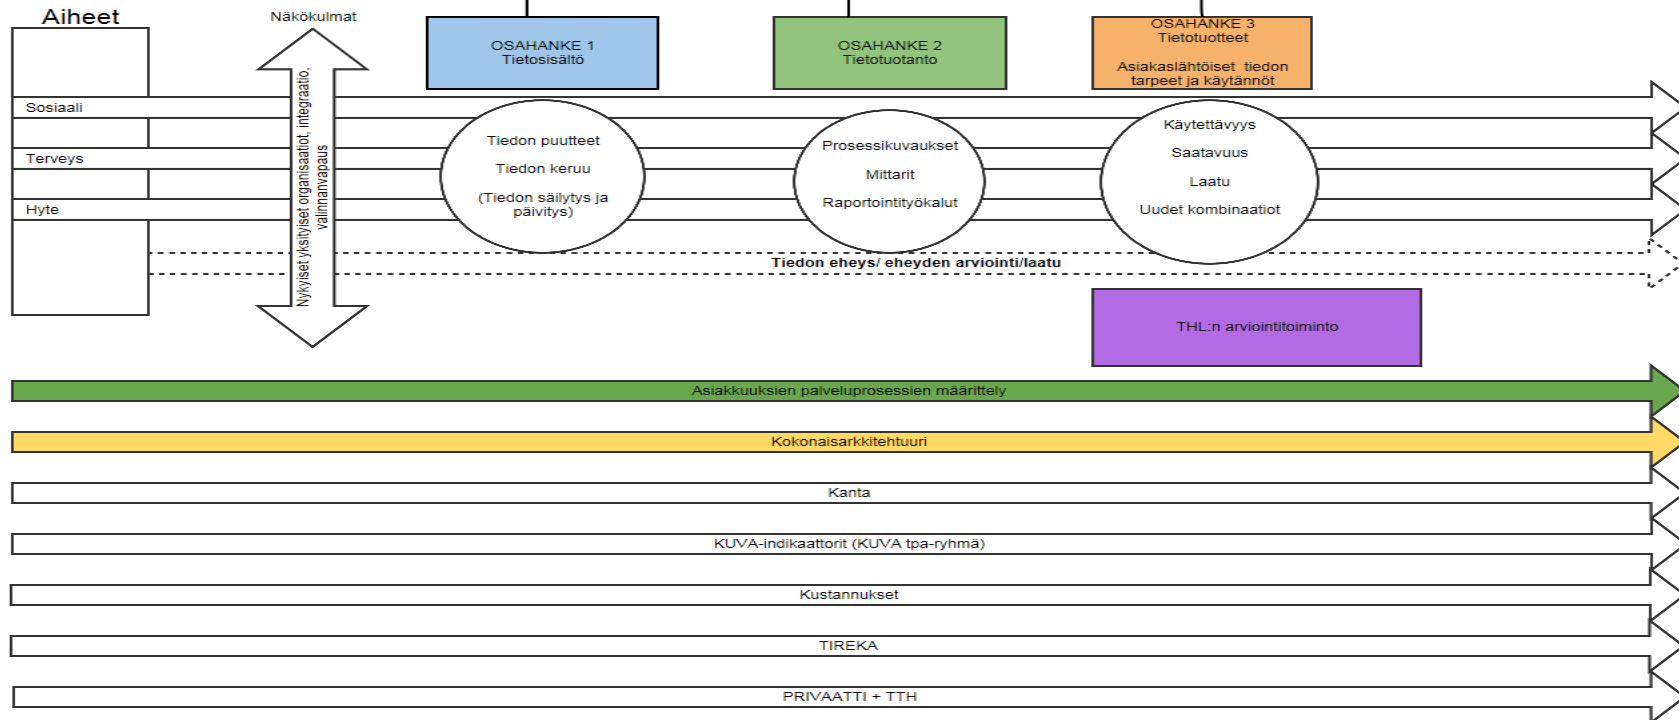 Aiheet
Näkökulmat
OSAHANKE 1
Tietosisältö
OSAHANKE 2
Tietotuotanto
OSAHANKE 3
Tietotuotteet
Asiakaslähtöiset tiedon
tarpeet ja käytännöt
Sosiaali
Terveys
Hyte
Nykyiset yksityiset organisaatiot, integraatio,
valinnanvapaus
Tiedon puutteet
Tiedon keruu
(Tiedon säilytys ja
päivitys)
Prosessikuvaukset
Mittarit
Raportointityökalut
Käytettävyys
Saatavuus
Laatu
Uudet kombinaatiot
Tiedon eheys/ eheyden arviointi/laatu
THL:n arviointitoiminto
Asiakkuuksien palveluprosessien määrittely
Kokonaisarkkitehtuuri
Kanta
KUVA-indikaattorit (KUVA tpa-ryhmä)
Kustannukset
TIREKA
PRIVAATTI + TTH